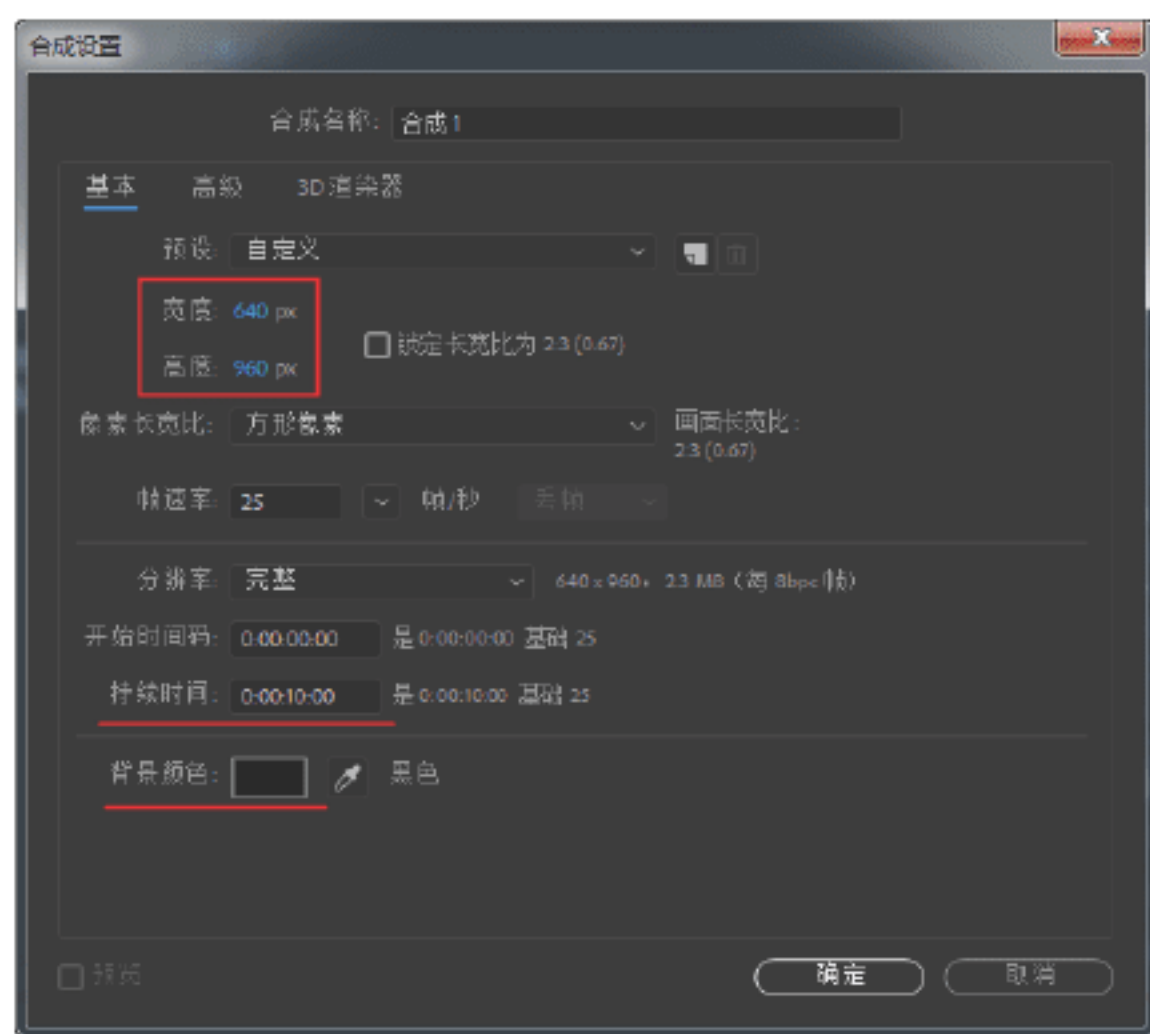 合成设置
合成名称: 合成 1
基本 高级 3D 渲染器
预设: 自定义
宽度: 640 px
锁定长宽比为 2:3 (0.67)
高度: 960 px
像素长宽比: 方形像素 画面长宽比:
2:3 (0.67)
帧速率: 25 帧/秒 丢帧
分辨率: 完整 640 x 960, 2.3 MB (每 8bpc 帧)
开始时间码: 0:00:00:00 是 0:00:00:00 基础 25
持续时间: 0:00:10:00 是 0:00:10:00 基础 25
背景颜色: 黑色
预览 确定 取消